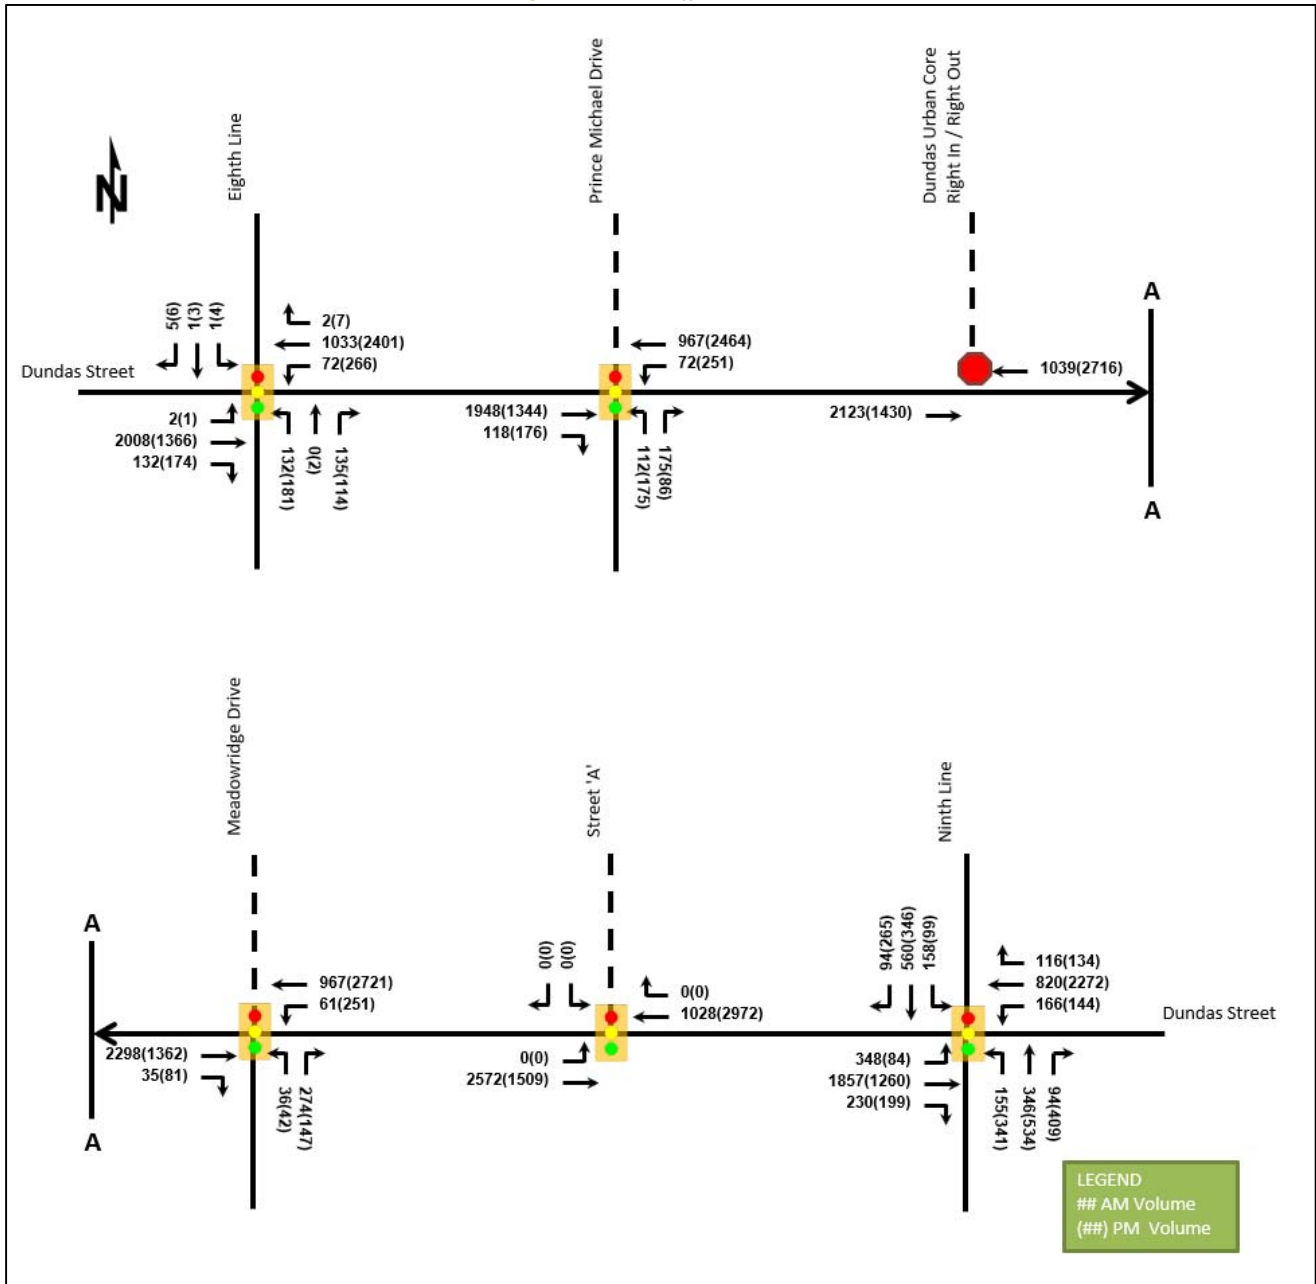 Eighth Line
Prince Michael Drive
Dundas Urban Core
Right In / Right Out
N
5(6)
1(3)
1(4)
2(7)
1033(2401)
72(266)
967(2464)
72(251)
1039(2716)
A
Dundas Street
2(1)
2008(1366)
132(174)
132(181)
0(2)
135(114)
1948(1344)
118(176)
112(175)
175(86)
2123(1430)
A
Meadowridge Drive
Street 'A'
Ninth Line
A
967(2721)
61(251)
0(0)
0(0)
0(0)
1028(2972)
94(265)
560(346)
158(99)
116(134)
820(2272)
166(144)
Dundas Street
2298(1362)
35(81)
36(42)
274(147)
0(0)
2572(1509)
348(84)
1857(1260)
230(199)
155(341)
346(534)
94(409)
A
LEGEND
## AM Volume
(##) PM Volume